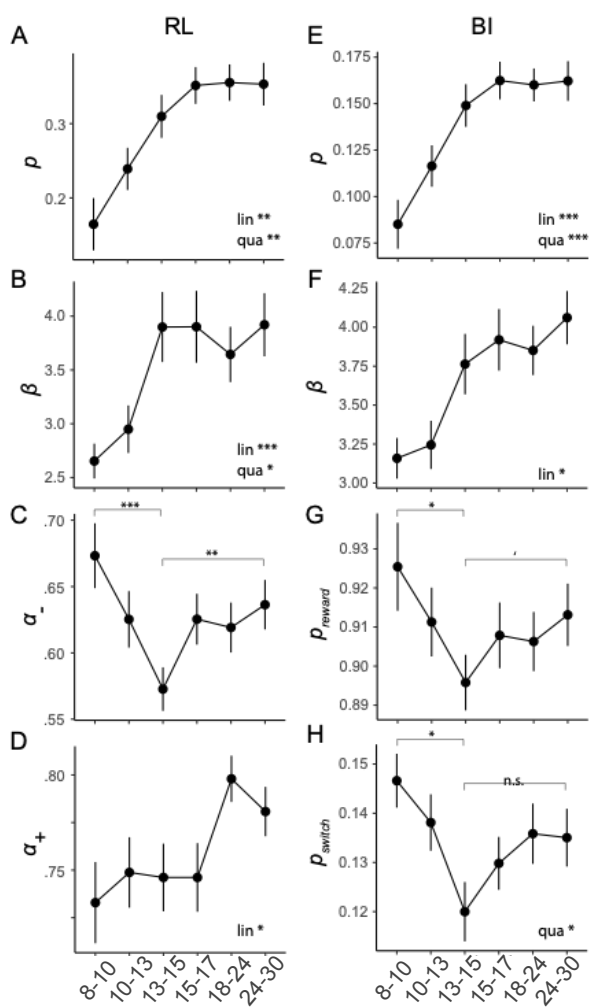 RL
BI
A
p
0.3
0.2
lin **
qua **
E
p
0.175
0.150
0.125
0.100
0.075
lin ***
qua ***
B
β
3.5
3.0
2.5
lin ***
qua *
F
β
4.25
4.00
3.75
3.50
3.25
3.00
lin *
C
α-
.70
.65
.60
.55
***
**
G
p reward
0.93
0.92
0.91
0.90
0.89
*
D
α+
.80
.75
lin *
H
p switch
0.15
0.14
0.13
0.12
*
n.s.
qua *
8-10
10-13
13-15
15-17
18-24
24-30
8-10
10-13
13-15
15-17
18-24
24-30